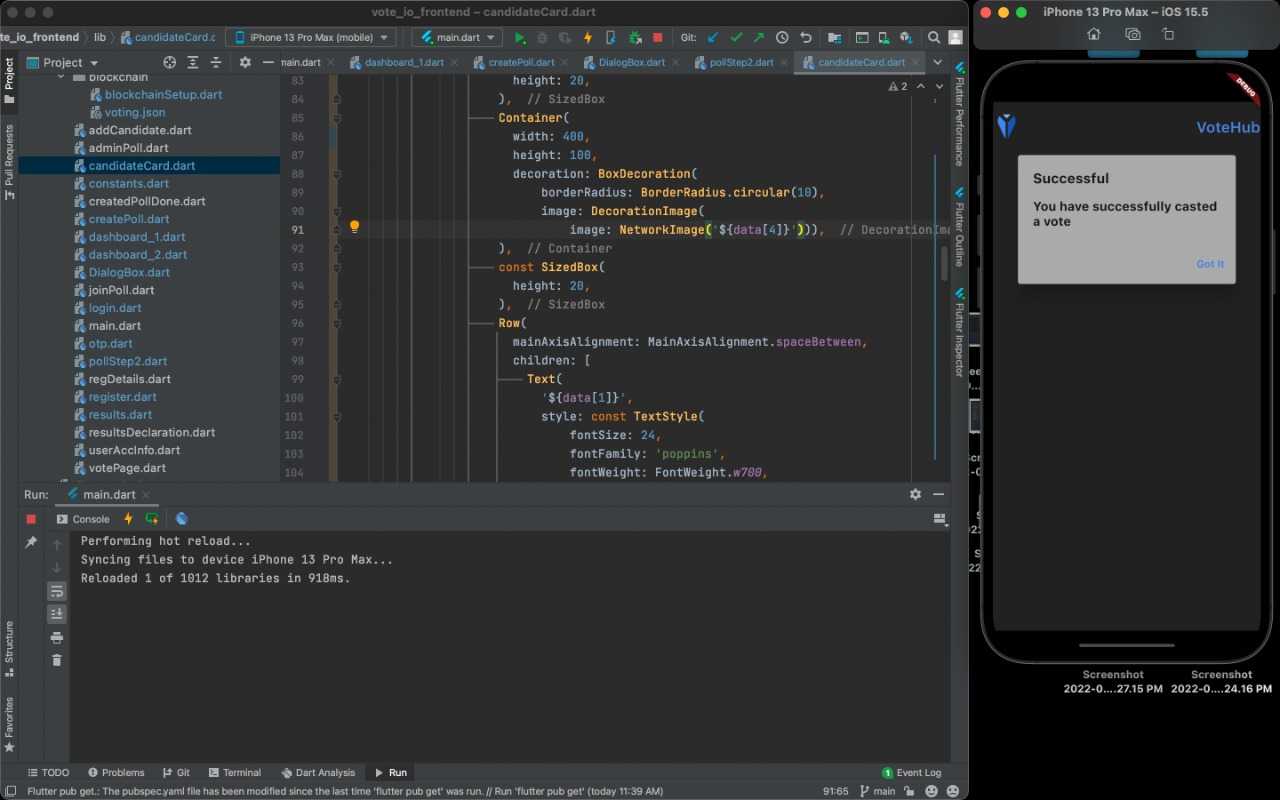 vote_io_frontend – candidateCard.dart
te_io_frontend
lib
candidateCard.c
iPhone 13 Pro Max (mobile)
main.dart
Git:
Project
main.dart
dashboard_1.dart
createPoll.dart
DialogBox.dart
pollStep2.dart
candidateCard.dart
Project
Pull Requests
Structure
Favorites
blockchain
blockchainSetup.dart
voting.json
addCandidate.dart
adminPoll.dart
candidateCard.dart
constants.dart
createdPollDone.dart
createPoll.dart
dashboard_1.dart
dashboard_2.dart
DialogBox.dart
joinPoll.dart
login.dart
main.dart
otp.dart
pollStep2.dart
regDetails.dart
register.dart
results.dart
resultsDeclaration.dart
userAccInfo.dart
votePage.dart
2
83 height: 20,
84 ), // SizedBox
85 Container(
86 width: 400,
87 height: 100,
88 decoration: BoxDecoration(
89 borderRadius: BorderRadius.circular(10),
90 image: DecorationImage(
91 image: NetworkImage('${data[4]}'))), // DecorationIma
92 ), // Container
93 const SizedBox(
94 height: 20,
95 ), // SizedBox
96 Row(
97 mainAxisAlignment: MainAxisAlignment.spaceBetween,
98 children: [
99 Text(
100 '${data[1]}',
101 style: const TextStyle(
102 fontSize: 24,
103 fontFamily: 'poppins',
104 fontWeight: FontWeight.w700,
Flutter Performance
Flutter Outline
Flutter Inspector
Run:
main.dart
Console
Performing hot reload...
Syncing files to device iPhone 13 Pro Max...
Reloaded 1 of 1012 libraries in 918ms.
TODO
Problems
Git
Terminal
Dart Analysis
Run
1 Event Log
Flutter pub get.: The pubspec.yaml file has been modified since the last time 'flutter pub get' was run. // Run 'flutter pub get' (today 11:39 AM)
91:65
main
iPhone 13 Pro Max – iOS 15.5
DEBUG
VoteHub
Successful
You have successfully casted
a vote
Got It
Screenshot
2022-0....27.15 PM
Screenshot
2022-0....24.16 PM